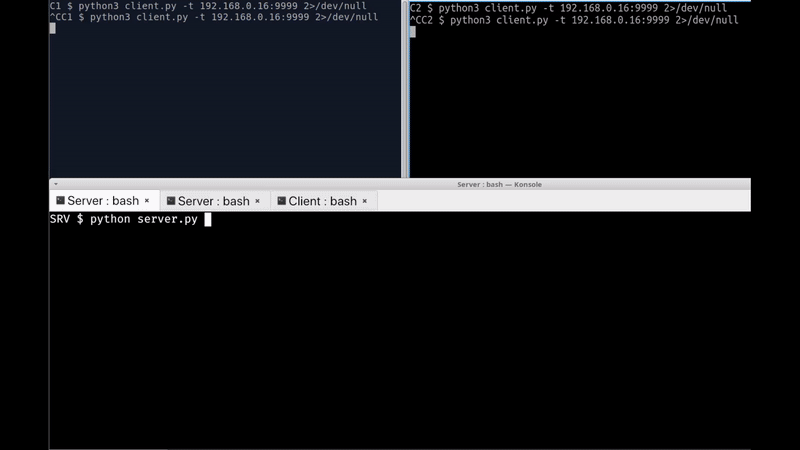 C1 $ python3 client.py -t 192.168.0.16:9999 2>/dev/null
^CC1 $ python3 client.py -t 192.168.0.16:9999 2>/dev/null
C2 $ python3 client.py -t 192.168.0.16:9999 2>/dev/null
^CC2 $ python3 client.py -t 192.168.0.16:9999 2>/dev/null
Server : bash — Konsole
Server : bash × Server : bash × Client : bash ×
SRV $ python server.py